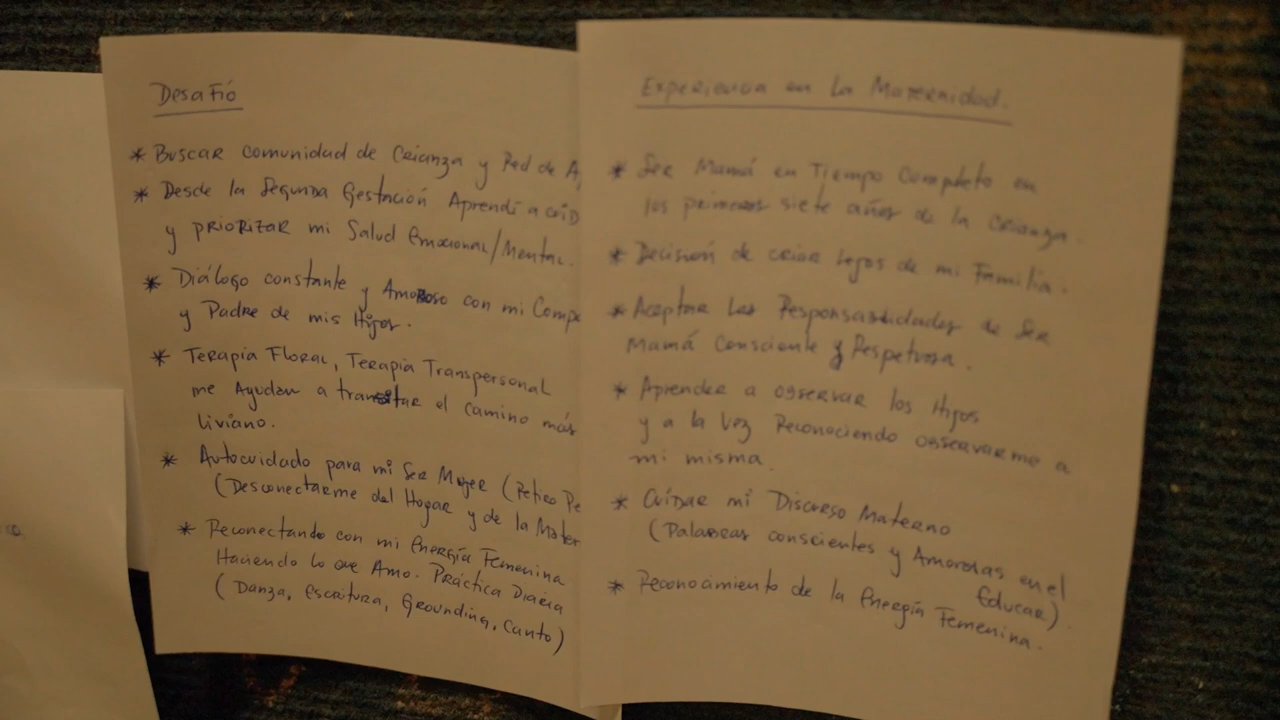 Desafió
* Buscar comunidad de Crianza y Red de A
* Desde la Segunda Gestación Aprendí a cuid
y priorizar mi Salud Emocional/Mental.
* Diálogo constante y Amoroso con mi Compe
y Padre de mis Hijos.
* Terapia Floral, Terapia Transpersonal
me Ayudan a transitar el camino más
liviano.
* Autocuidado para mi Ser Mujer (Retiro Pe
(Desconectarme del Hogar y de la Mater
* Reconectando con mi Energía Femenina
Haciendo lo que Amo. Práctica Diaria
(Danza, escritura, Grounding, Canto)
Experiencia en La Maternidad.
* Ser Mamá en Tiempo Completo en
los primeros siete años de la crianza.
* Decisión de criar lejos de mi Familia.
* Aceptar Las Responsabilidades de Ser
Mamá Consciente y Respetuosa.
* Aprender a observar los Hijos
y a la vez Reconociendo observarme a
mi misma.
* Cuidar mi Discurso Materno
(Palabras conscientes y Amorosas en el
Educar).
* Reconocimiento de la Energía Femenina.